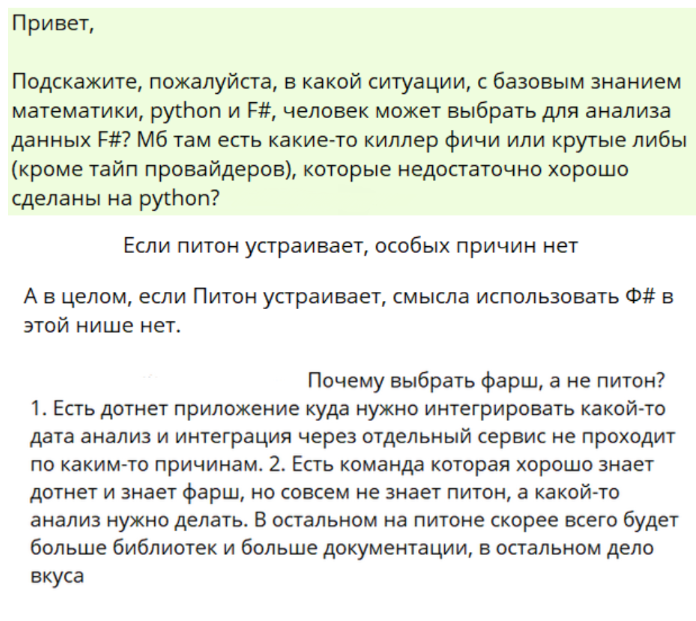 Привет,
Подскажите, пожалуйста, в какой ситуации, с базовым знанием
математики, python и F#, человек может выбрать для анализа
данных F#? Мб там есть какие-то киллер фичи или крутые либы
(кроме тайп провайдеров), которые недостаточно хорошо
сделаны на python?
Если питон устраивает, особых причин нет
А в целом, если Питон устраивает, смысла использовать Ф# в
этой нише нет.
Почему выбрать фарш, а не питон?
1. Есть дотнет приложение куда нужно интегрировать какой-то
дата анализ и интеграция через отдельный сервис не проходит
по каким-то причинам. 2. Есть команда которая хорошо знает
дотнет и знает фарш, но совсем не знает питон, а какой-то
анализ нужно делать. В остальном на питоне скорее всего будет
больше библиотек и больше документации, в остальном дело
вкуса